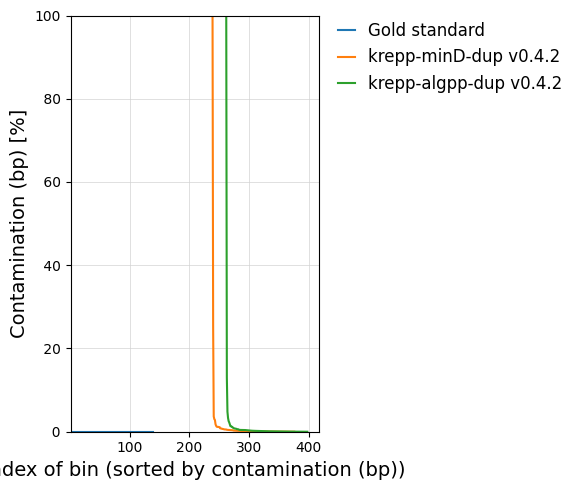 Contamination (bp) [%]
100
80
60
40
20
0
100 200 300 400
of bin (sorted by contamination (bp))
Gold standard
krepp-minD-dup v0.4.2
krepp-algpp-dup v0.4.2